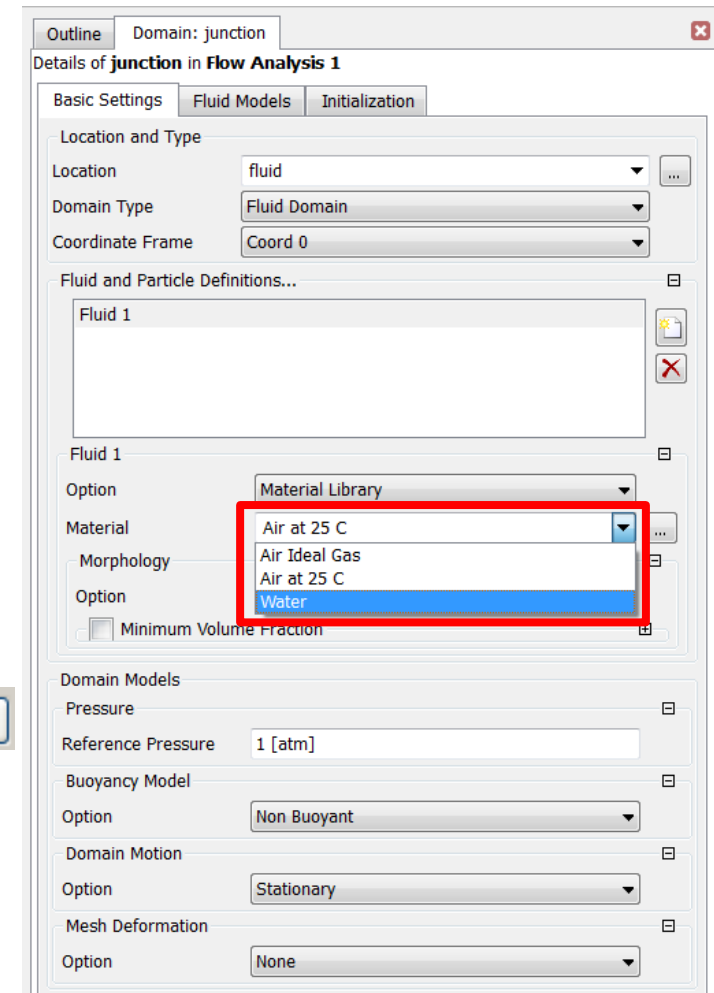 Outline Domain: junction
Details of junction in Flow Analysis 1
Basic Settings Fluid Models Initialization
Location and Type
Location fluid ...
Domain Type Fluid Domain
Coordinate Frame Coord 0
Fluid and Particle Definitions...
Fluid 1
Fluid 1
Option Material Library
Material Air at 25 C ...
Air Ideal Gas
Morphology
Air at 25 C
Option
Water
Minimum Volume Fraction
Domain Models
Pressure
Reference Pressure 1 [atm]
Buoyancy Model
Option Non Buoyant
Domain Motion
Option Stationary
Mesh Deformation
Option None